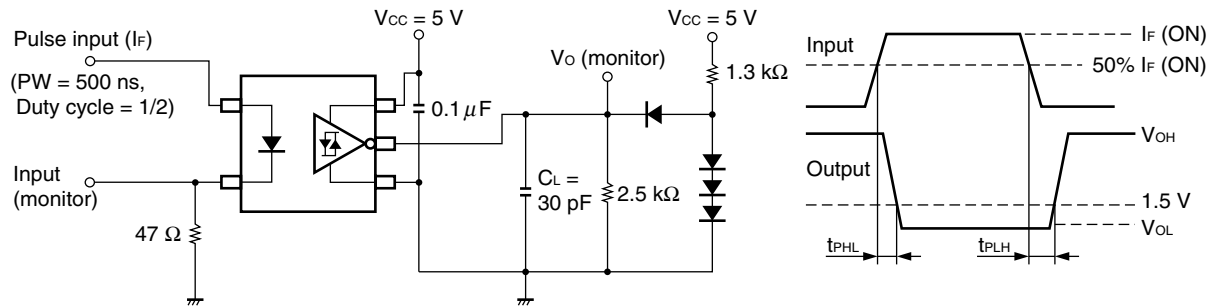 Pulse input (IF)
(PW = 500 ns,
Duty cycle = 1/2)
Input
(monitor)
47 Ω
VCC = 5 V
0.1 μF
VO (monitor)
CL =
30 pF
2.5 kΩ
VCC = 5 V
1.3 kΩ
Input
IF (ON)
50% IF (ON)
Output
VOH
1.5 V
VOL
tPHL
tPLH